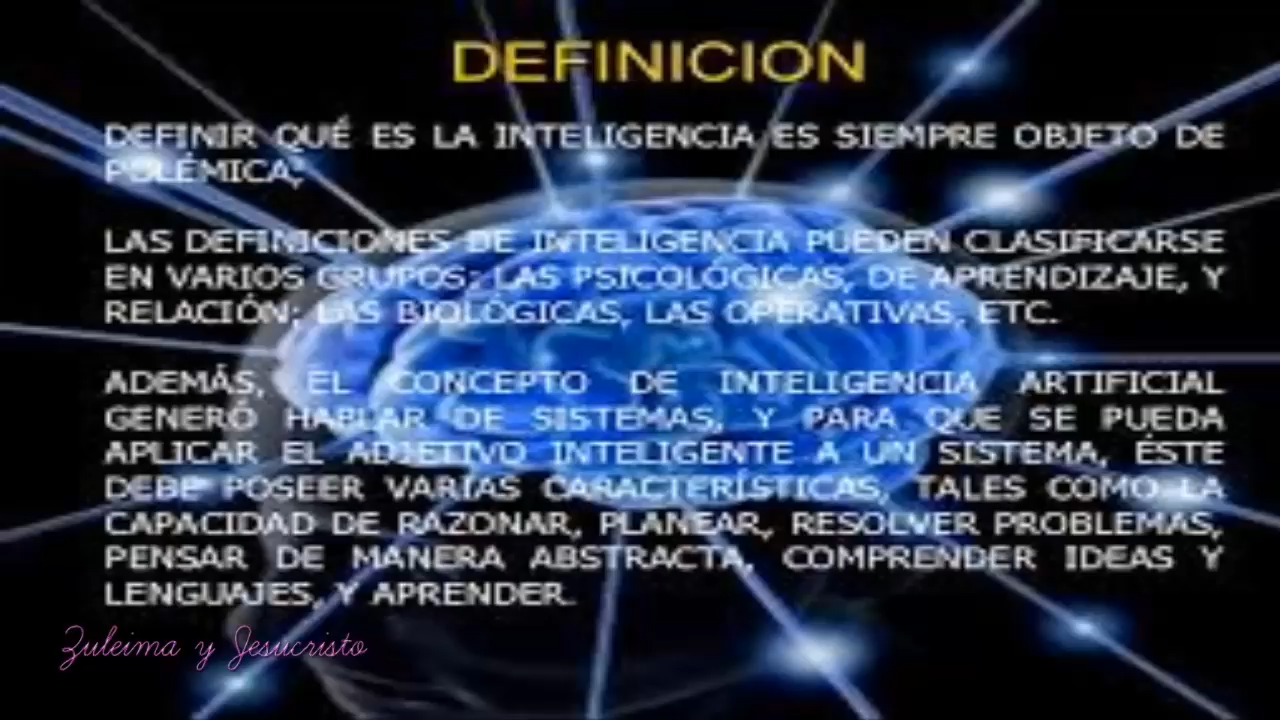 DEFINICION
DEFINIR QUÉ ES LA INTELIGENCIA ES SIEMPRE OBJETO DE
POLÉMICA;
LAS DEFINICIONES DE INTELIGENCIA PUEDEN CLASIFICARSE
EN VARIOS GRUPOS: LAS PSICOLÓGICAS, DE APRENDIZAJE, Y
RELACIÓN; LAS BIOLÓGICAS, LAS OPERATIVAS, ETC.
ADEMÁS, EL CONCEPTO DE INTELIGENCIA ARTIFICIAL
GENERÓ HABLAR DE SISTEMAS, Y PARA QUE SE PUEDA
APLICAR EL ADJETIVO INTELIGENTE A UN SISTEMA, ÉSTE
DEBE POSEER VARIAS CARACTERÍSTICAS, TALES COMO LA
CAPACIDAD DE RAZONAR, PLANEAR, RESOLVER PROBLEMAS,
PENSAR DE MANERA ABSTRACTA, COMPRENDER IDEAS Y
LENGUAJES, Y APRENDER.
Zuleima y Jesucristo